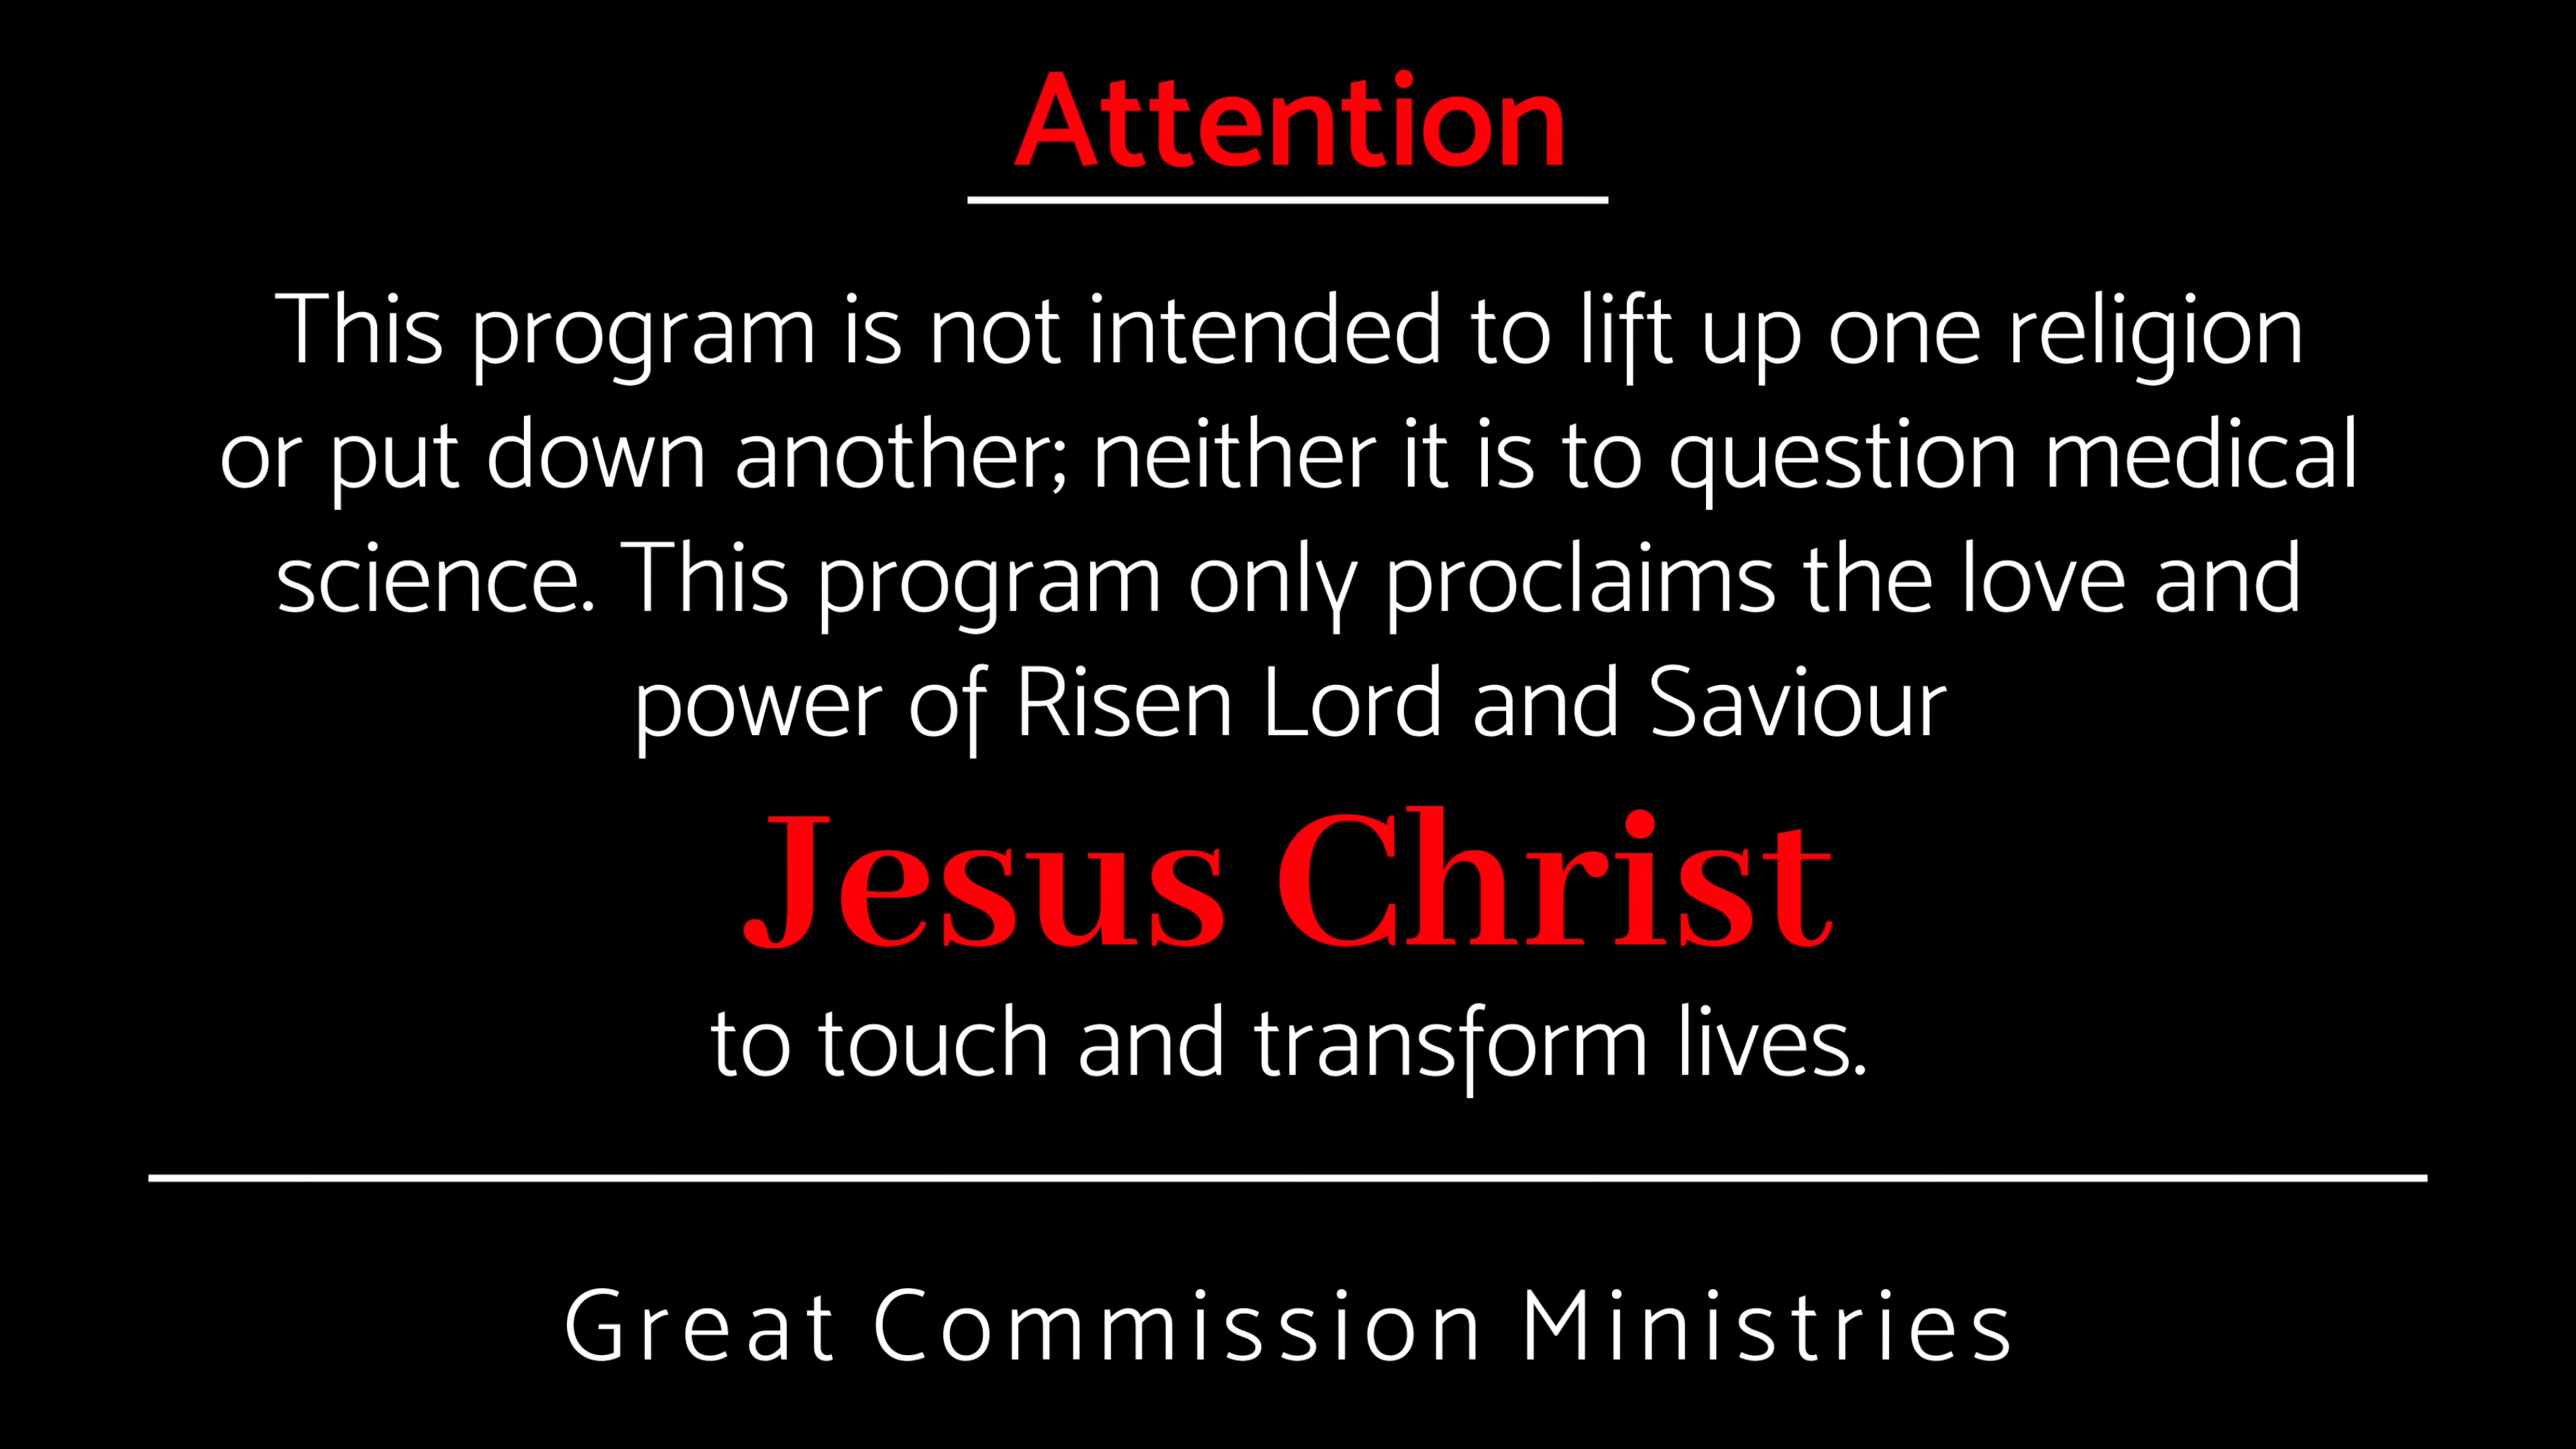 Attention
This program is not intended to lift up one religion
or put down another; neither it is to question medical
science. This program only proclaims the love and
power of Risen Lord and Saviour
Jesus Christ
to touch and transform lives.
Great Commission Ministries